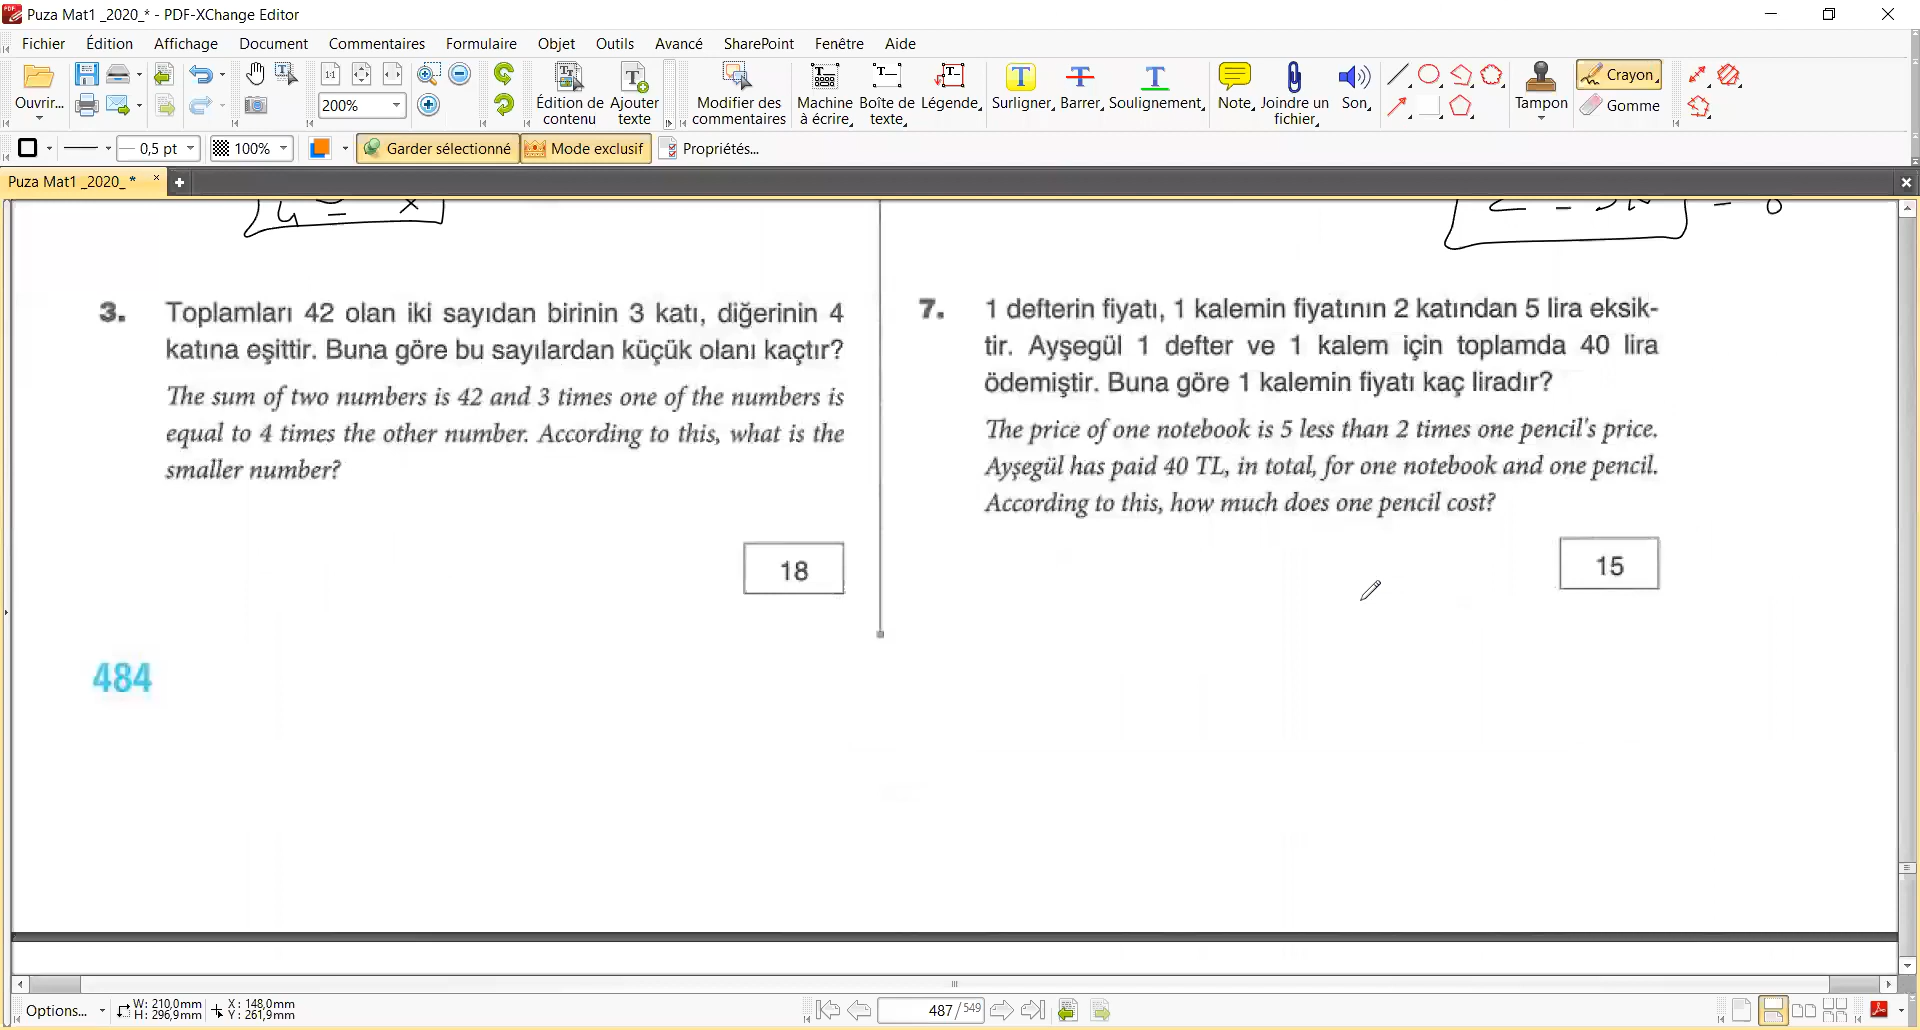 Puza Mat1 _2020_* - PDF-XChange Editor
Fichier Édition Affichage Document Commentaires Formulaire Objet Outils Avancé SharePoint Fenêtre Aide
Ouvrir...
200%
Édition de contenu
Ajouter texte
Modifier des commentaires
Machine à écrire
Boîte de texte
Légende
Surligner
Barrer
Soulignement
Note
Joindre un fichier
Son
Tampon
Crayon
Gomme
0,5 pt 100% Garder sélectionné Mode exclusif Propriétés...
Puza Mat1 _2020_ *
3. Toplamları 42 olan iki sayıdan birinin 3 katı, diğerinin 4
katına eşittir. Buna göre bu sayılardan küçük olanı kaçtır?
The sum of two numbers is 42 and 3 times one of the numbers is
equal to 4 times the other number. According to this, what is the
smaller number?
18
484
7. 1 defterin fiyatı, 1 kalemin fiyatının 2 katından 5 lira eksik-
tir. Ayşegül 1 defter ve 1 kalem için toplamda 40 lira
ödemiştir. Buna göre 1 kalemin fiyatı kaç liradır?
The price of one notebook is 5 less than 2 times one pencil's price.
Ayşegül has paid 40 TL, in total, for one notebook and one pencil.
According to this, how much does one pencil cost?
15
Options...
W: 210,0mm
H: 296,9mm
X: 148,0mm
Y: 261,9mm
487 / 549